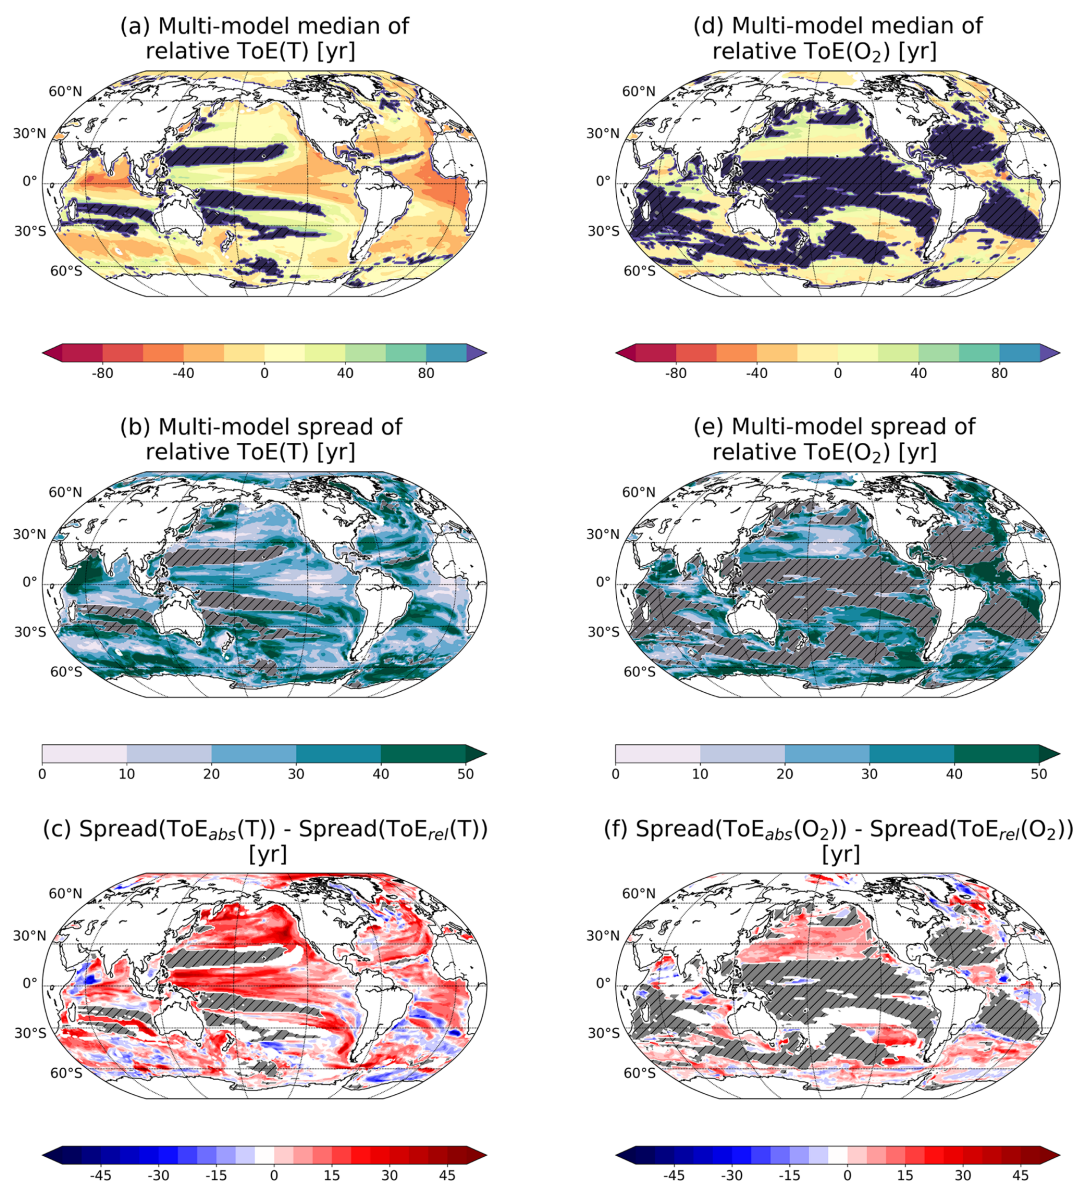 (a) Multi-model median of
relative ToE(T) [yr]
60°N
30°N
0°
30°S
60°S
-80 -40 0 40 80
(d) Multi-model median of
relative ToE(O₂) [yr]
60°N
30°N
0°
30°S
60°S
-80 -40 0 40 80
(b) Multi-model spread of
relative ToE(T) [yr]
60°N
30°N
0°
30°S
60°S
0 10 20 30 40 50
(e) Multi-model spread of
relative ToE(O₂) [yr]
60°N
30°N
0°
30°S
60°S
0 10 20 30 40 50
(c) Spread(ToE_abs(T)) - Spread(ToE_rel(T))
[yr]
60°N
30°N
0°
30°S
60°S
-45 -30 -15 0 15 30 45
(f) Spread(ToE_abs(O₂)) - Spread(ToE_rel(O₂))
[yr]
60°N
30°N
0°
30°S
60°S
-45 -30 -15 0 15 30 45